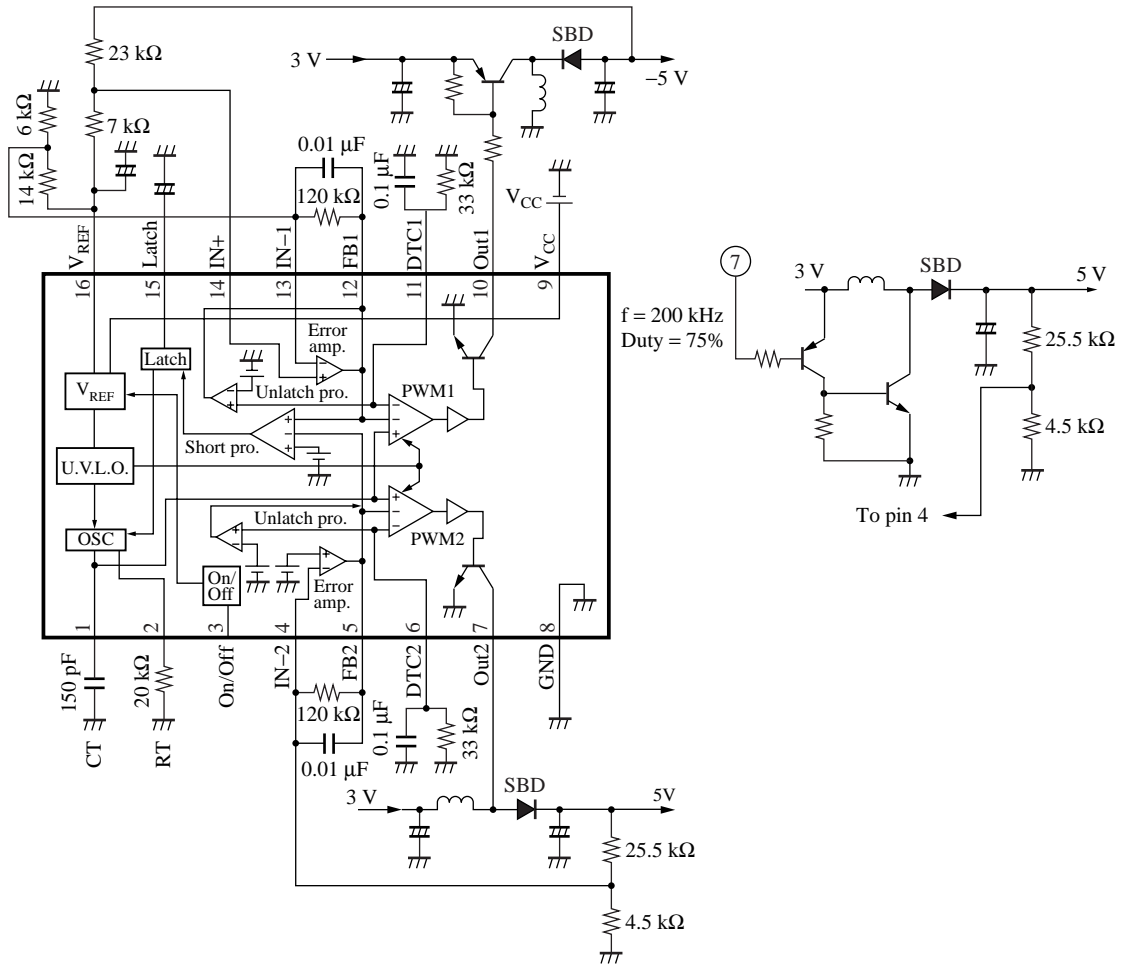 SBD
23 kΩ
3 V
−5 V
6 kΩ
7 kΩ
14 kΩ
0.01 µF
120 kΩ
0.1 µF
33 kΩ
V_CC
V_REF
Latch
IN+
IN−1
FB1
DTC1
Out1
V_CC
16
15
14
13
12
11
10
9
Error
amp.
Latch
V_REF
Unlatch pro.
PWM1
Short pro.
U.V.L.O.
Unlatch pro.
PWM2
OSC
On/
Off
Error
amp.
1
2
3
4
5
6
7
8
150 pF
20 kΩ
On/Off
IN−2
FB2
DTC2
Out2
GND
CT
RT
120 kΩ
0.01 µF
0.1 µF
33 kΩ
3 V
SBD
5V
25.5 kΩ
4.5 kΩ
7
f = 200 kHz
Duty = 75%
3 V
SBD
5 V
25.5 kΩ
4.5 kΩ
To pin 4